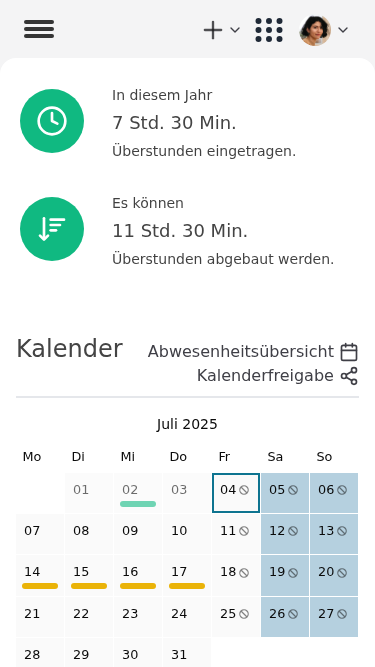 In diesem Jahr
7 Std. 30 Min.
Überstunden eingetragen.
Es können
11 Std. 30 Min.
Überstunden abgebaut werden.
Kalender
Abwesenheitsübersicht
Kalenderfreigabe
Juli 2025
Mo Di Mi Do Fr Sa So
01 02 03 04 05 06
07 08 09 10 11 12 13
14 15 16 17 18 19 20
21 22 23 24 25 26 27
28 29 30 31